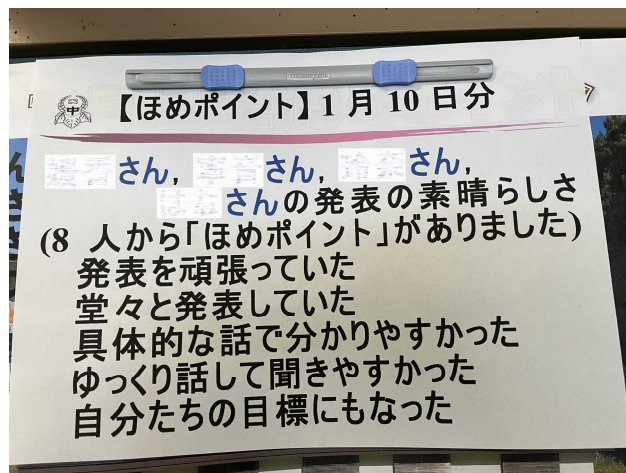 中
【ほめポイント】1月10日分
さん, さん, さん,
さんの発表の素晴らしさ
(8 人から「ほめポイント」がありました)
発表を頑張っていた
堂々と発表していた
具体的な話で分かりやすかった
ゆっくり話して聞きやすかった
自分たちの目標にもなった